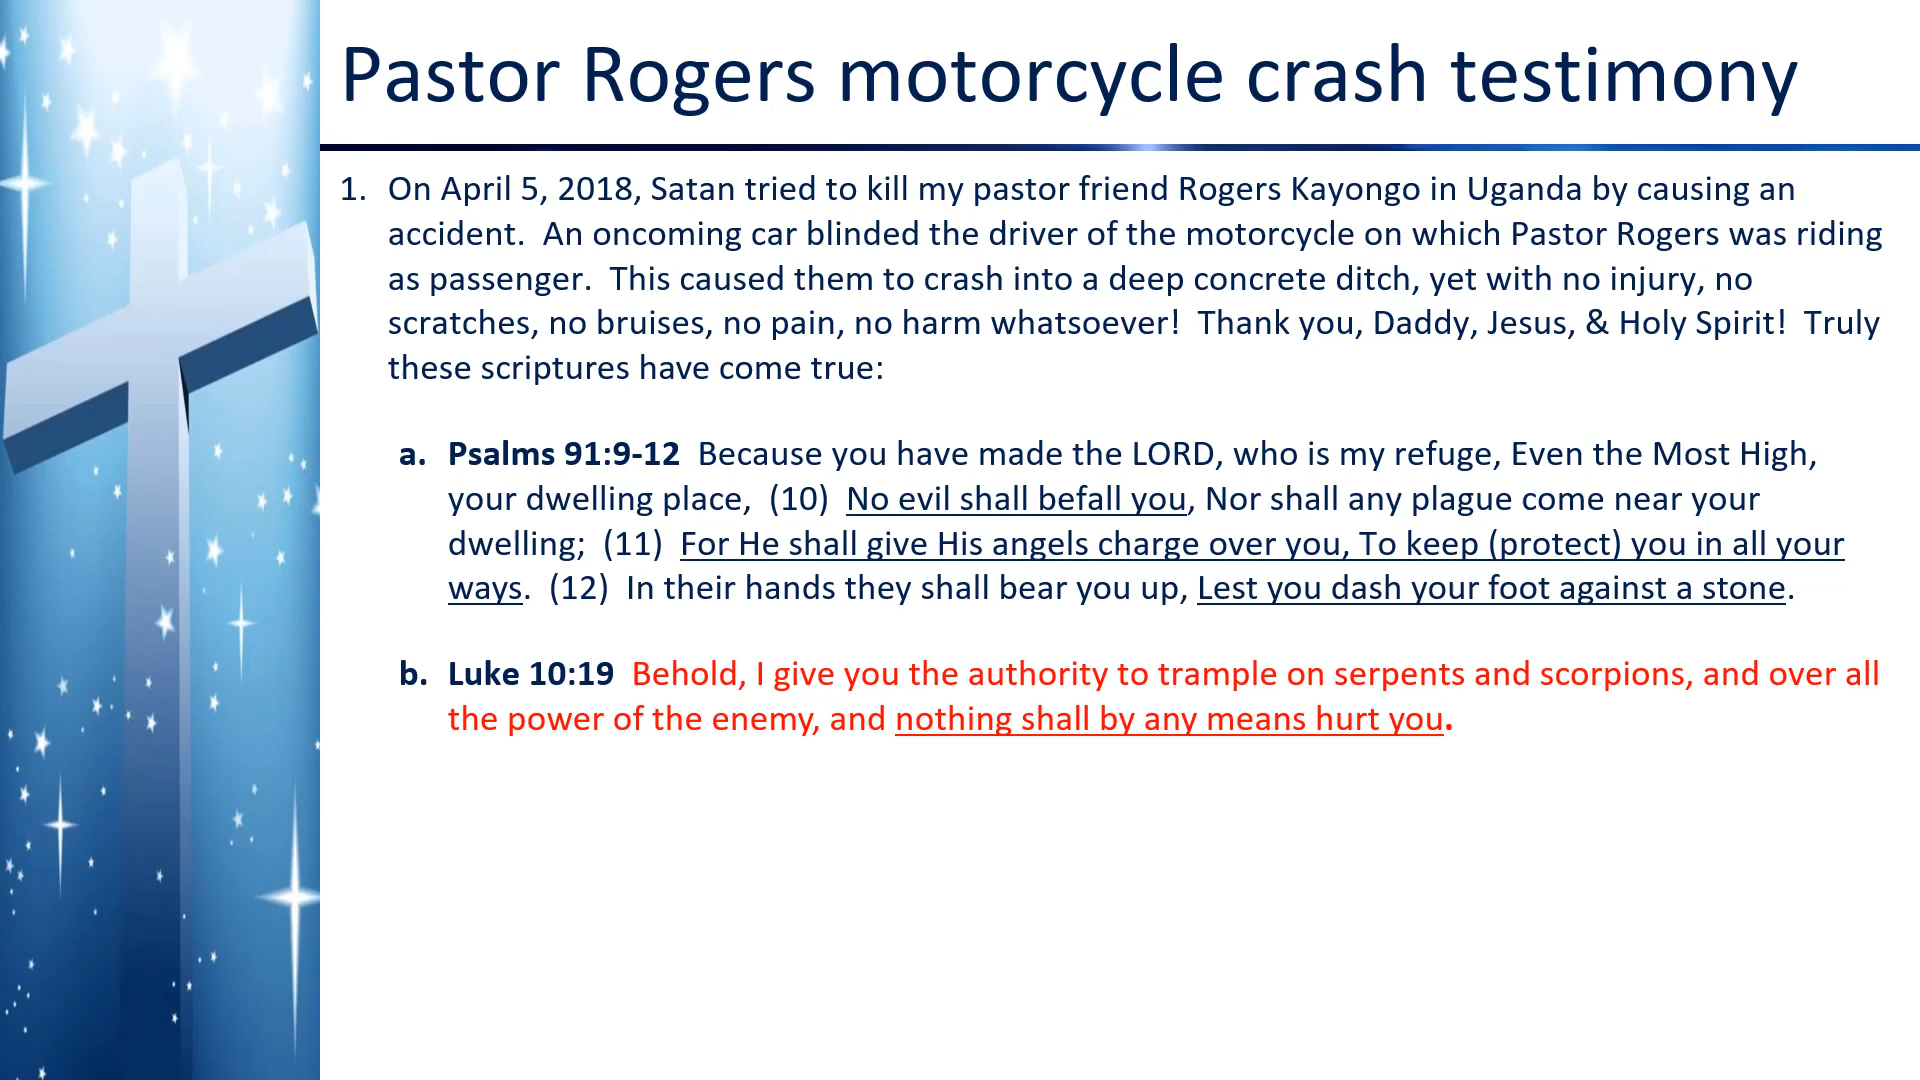 Pastor Rogers motorcycle crash testimony
1. On April 5, 2018, Satan tried to kill my pastor friend Rogers Kayongo in Uganda by causing an
accident.  An oncoming car blinded the driver of the motorcycle on which Pastor Rogers was riding
as passenger.  This caused them to crash into a deep concrete ditch, yet with no injury, no
scratches, no bruises, no pain, no harm whatsoever!  Thank you, Daddy, Jesus, & Holy Spirit!  Truly
these scriptures have come true:
a. Psalms 91:9-12  Because you have made the LORD, who is my refuge, Even the Most High,
your dwelling place,  (10)  No evil shall befall you, Nor shall any plague come near your
dwelling;  (11)  For He shall give His angels charge over you, To keep (protect) you in all your
ways.  (12)  In their hands they shall bear you up, Lest you dash your foot against a stone.
b. Luke 10:19  Behold, I give you the authority to trample on serpents and scorpions, and over all
the power of the enemy, and nothing shall by any means hurt you.